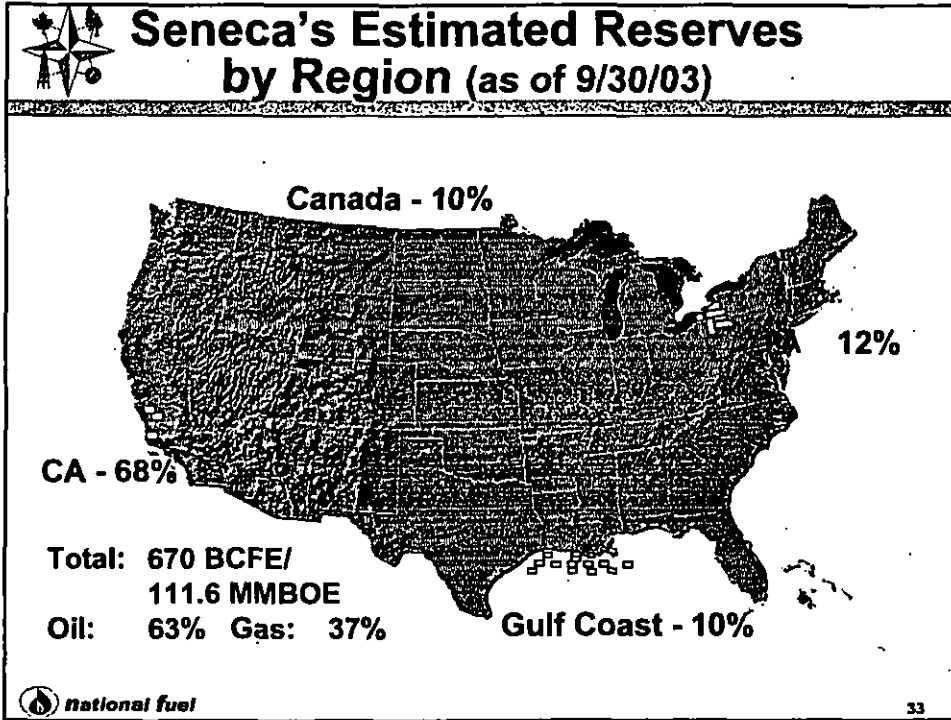 Seneca's Estimated Reserves
by Region (as of 9/30/03)
Canada - 10%
12%
CA - 68%
Total: 670 BCFE/
111.6 MMBOE
Oil: 63% Gas: 37%
Gulf Coast - 10%
national fuel
33